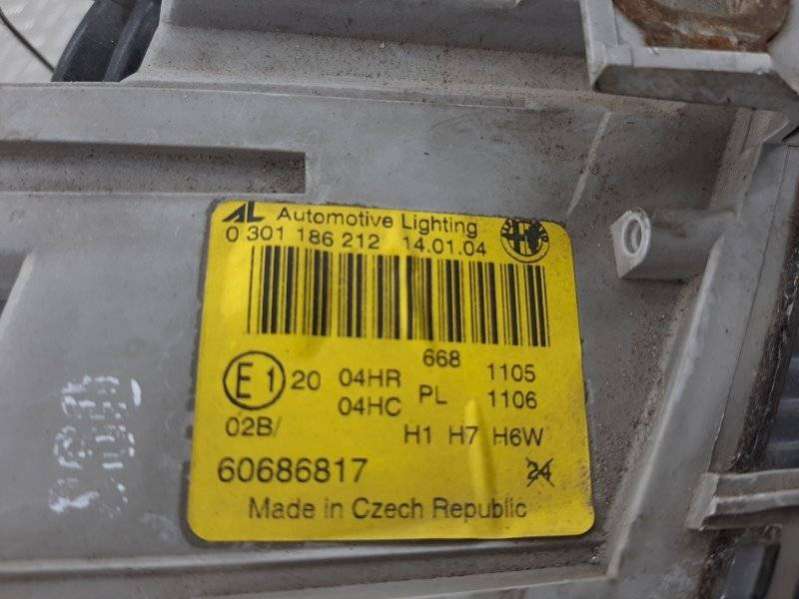 AL Automotive Lighting
0 301 186 212 14.01.04
E1 20 04HR 668 1105
04HC PL 1106
02B/ H1 H7 H6W
60686817 24
Made in Czech Republic